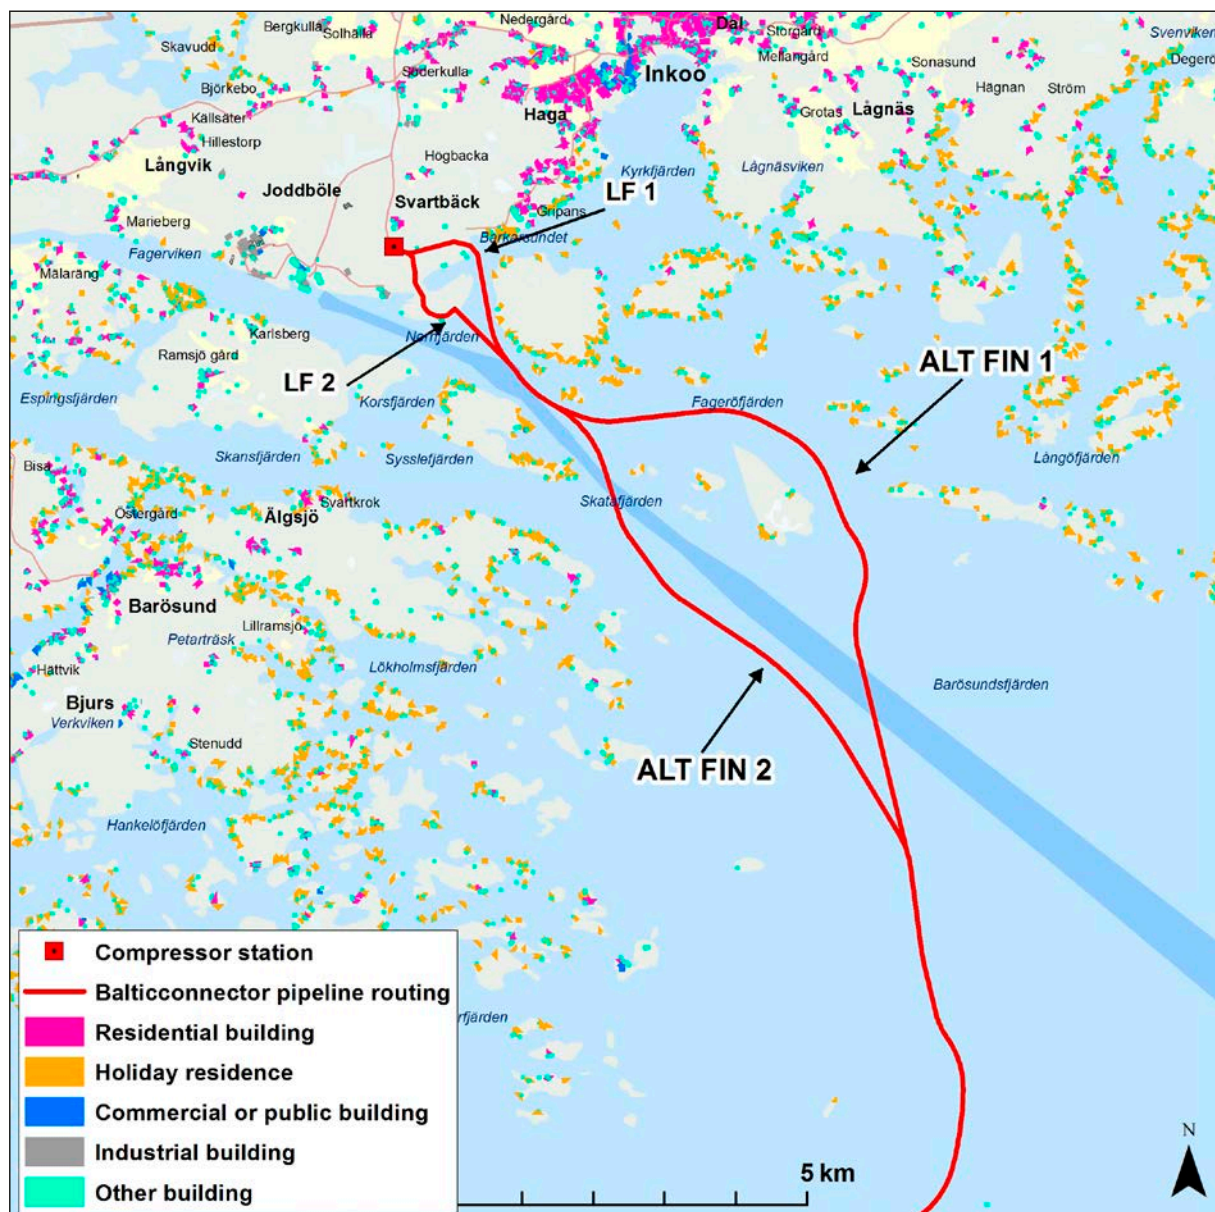 Bergkulla
Nedergård
Dal
Solhälla
Storgård
Svenviken
Skavudd
Mellangård
Sonasund
Degerö
Söderkulla
Inkoo
Björkebo
Hägnan
Ström
Källsäter
Haga
Grotas
Lågnäs
Hillestorp
Långvik
Högbacka
Kyrkfjärden
Lågnäsviken
Joddböle
Svartbäck
LF 1
Marieberg
Gripans
Fagerviken
Barkarsundet
Mälaräng
Karlsberg
Norrfjärden
Ramsjö gård
ALT FIN 1
LF 2
Espingsfjärden
Korsfjärden
Fageröfjärden
Skansfjärden
Sysslefjärden
Långöfjärden
Bisa
Svartkrok
Skatafjärden
Östergård
Älgsjö
Barösund
Lillramsjö
Petarträsk
Hättvik
Lökholmsfjärden
Barösundsfjärden
Bjurs
Verkviken
Stenudd
ALT FIN 2
Hankelöfjärden
Compressor station
Balticconnector pipeline routing
rfjärden
Residential building
Holiday residence
Commercial or public building
N
Industrial building
5 km
Other building